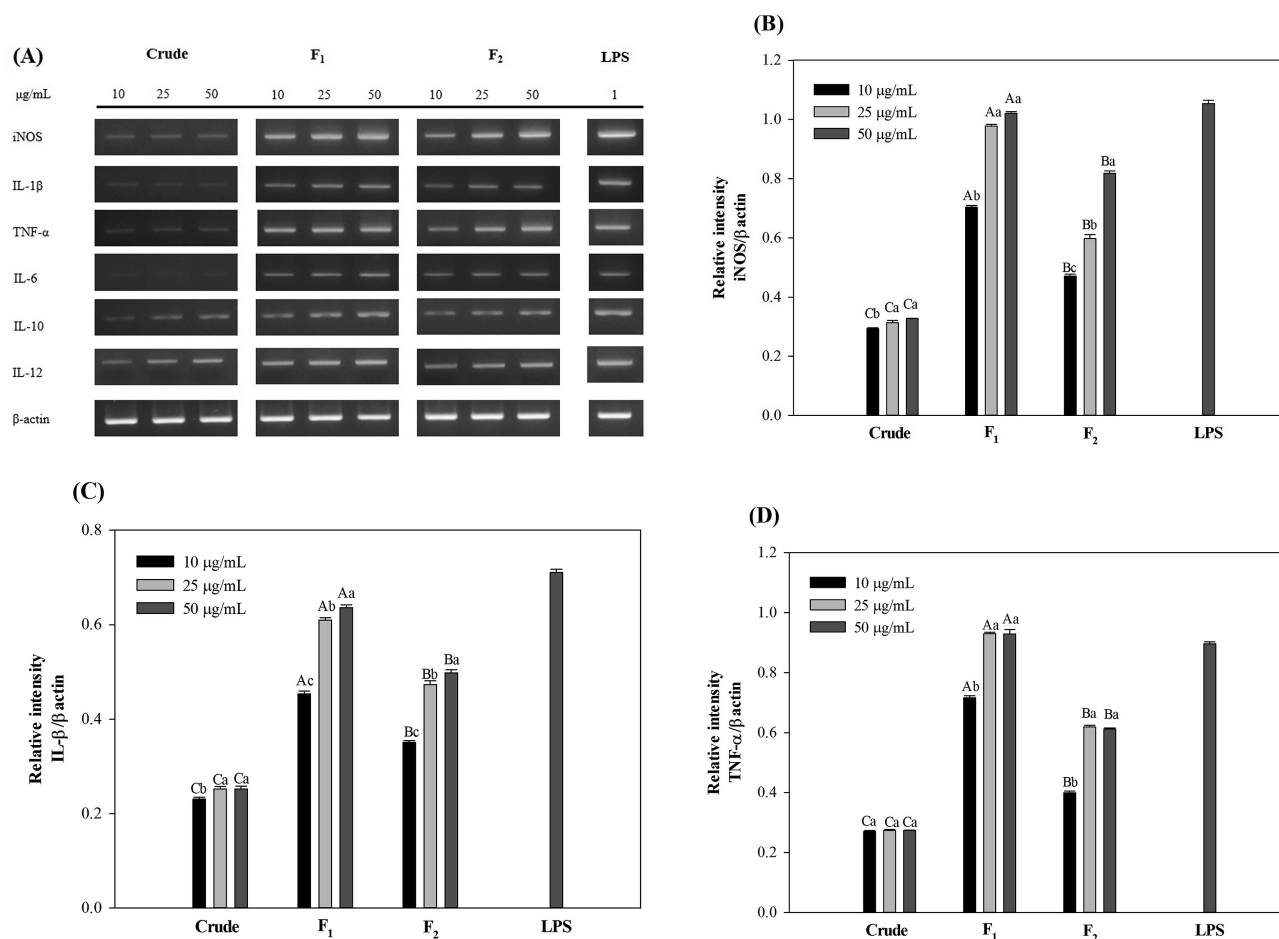 (A)
Crude F1 F2 LPS
μg/mL 10 25 50 10 25 50 10 25 50 1
iNOS
IL-1β
TNF-α
IL-6
IL-10
IL-12
β-actin
(B)
Relative intensity
iNOS/β actin
1.2
1.0
0.8
0.6
0.4
0.2
0.0
10 μg/mL
25 μg/mL
50 μg/mL
Cb Ca Ca
Ab Aa Aa
Bc Bb Ba
Crude F1 F2 LPS
(C)
Relative intensity
IL-β/β actin
0.8
0.6
0.4
0.2
0.0
10 μg/mL
25 μg/mL
50 μg/mL
Cb Ca Ca
Ac Ab Aa
Bc Bb Ba
Crude F1 F2 LPS
(D)
Relative intensity
TNF-α/β actin
1.2
1.0
0.8
0.6
0.4
0.2
0.0
10 μg/mL
25 μg/mL
50 μg/mL
Ca Ca Ca
Ab Aa Aa
Bb Ba Ba
Crude F1 F2 LPS